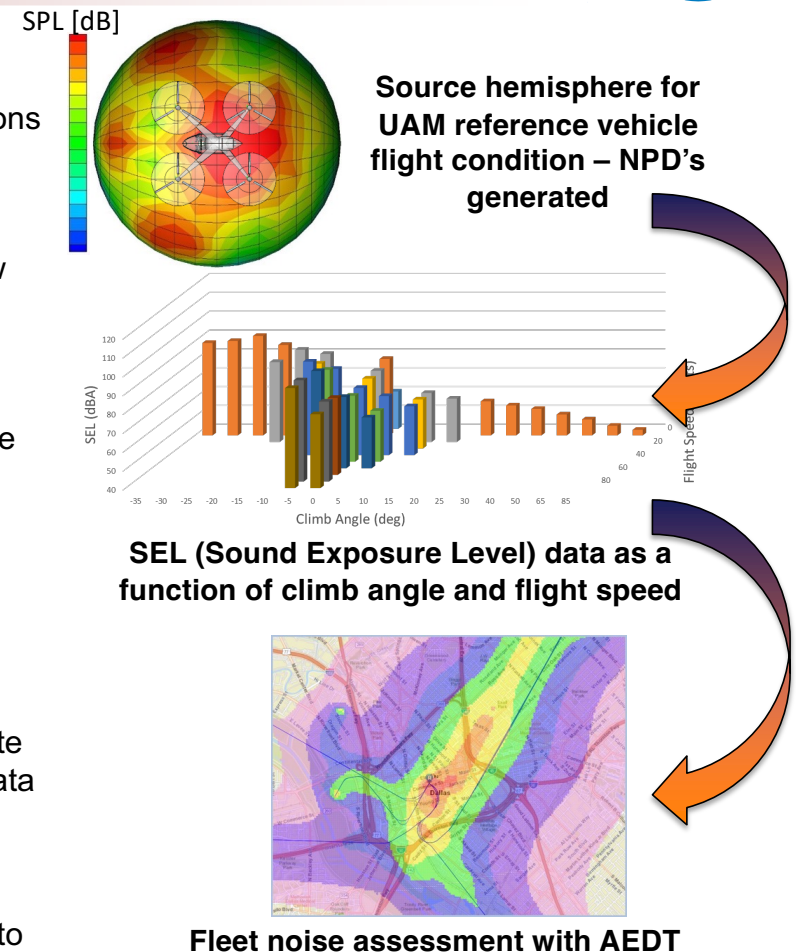 SPL [dB]
ons
Source hemisphere for
UAM reference vehicle
flight condition – NPD's
generated
120
110
100
90
80
70
60
50
40
SEL (dBA)
-35 -30 -25 -20 -15 -10 -5 0 5 10 15 20 25 30 40 50 65 85
Climb Angle (deg)
0
20
40
60
80
Flight Speed
ts)
e
SEL (Sound Exposure Level) data as a
function of climb angle and flight speed
te
ata
Dallas
to
Fleet noise assessment with AEDT